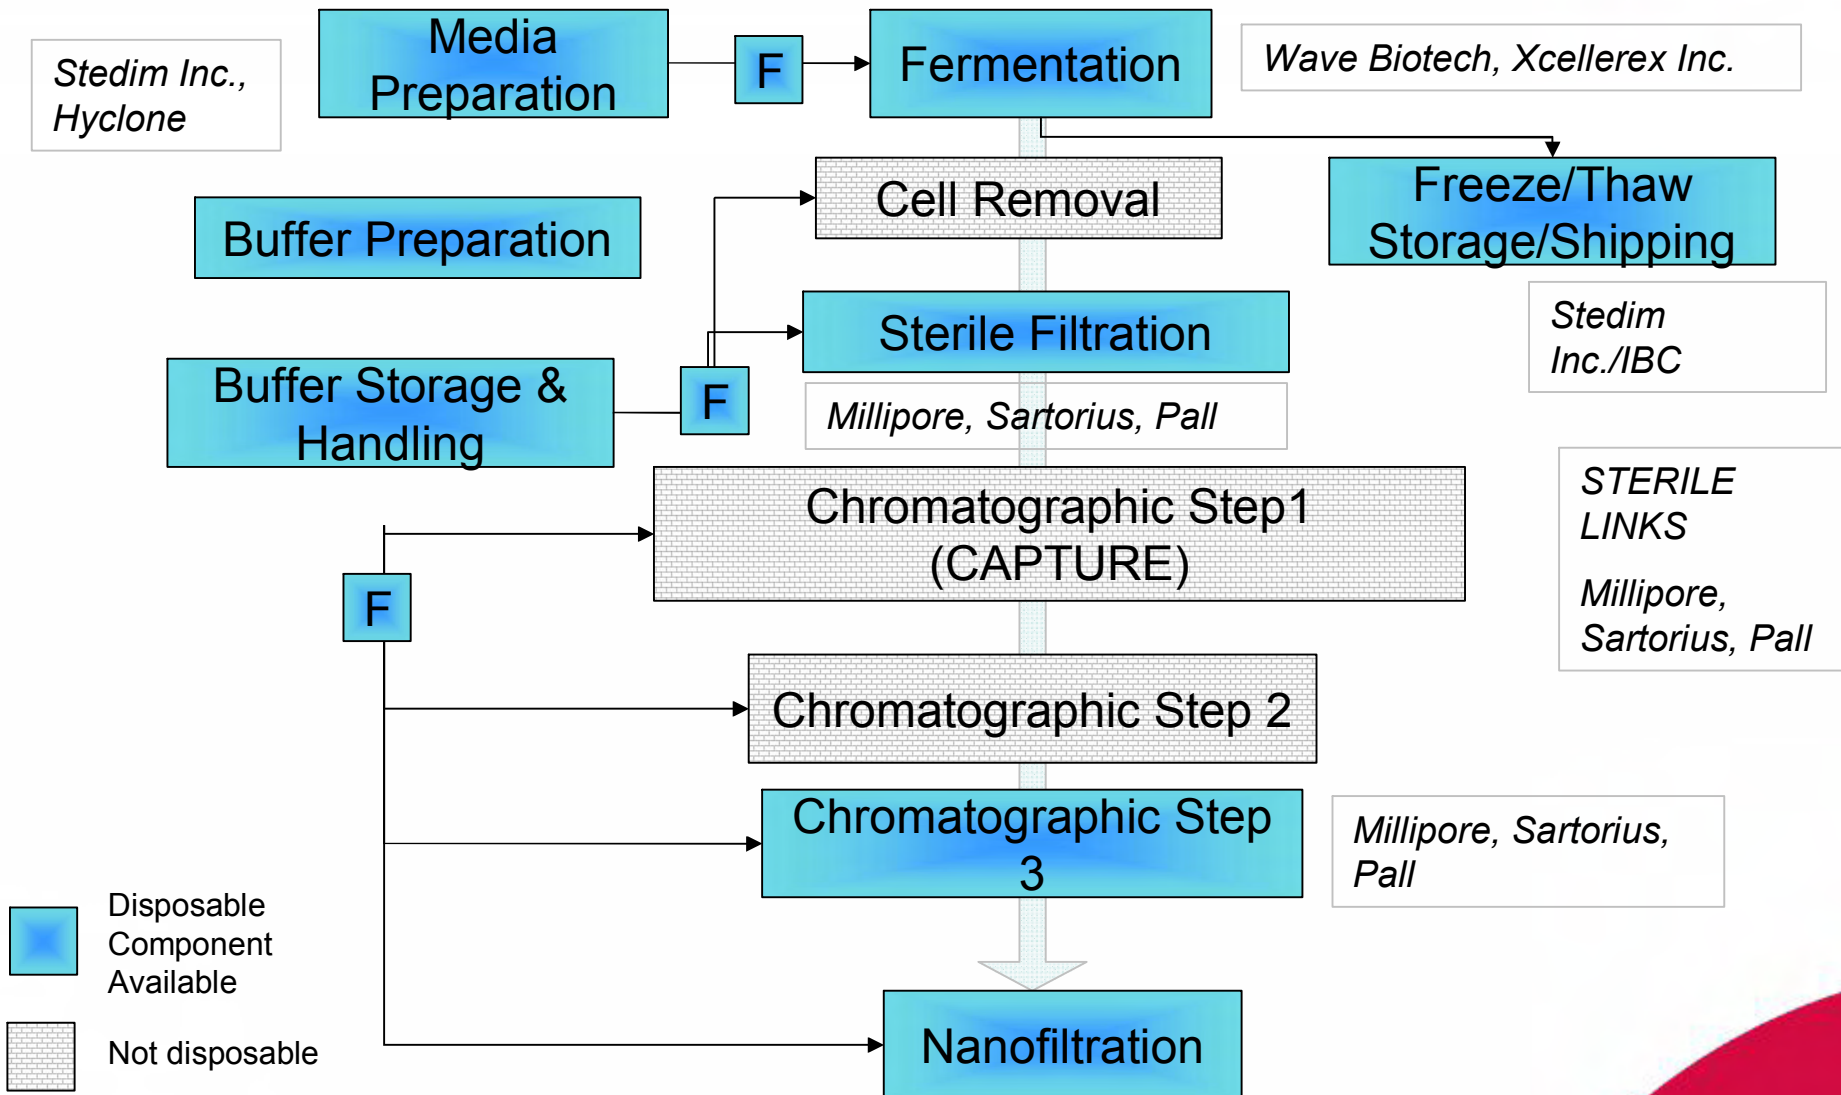 Media
Preparation
F
Fermentation
Wave Biotech, Xcellerex Inc.
Stedim Inc.,
Hyclone
Cell Removal
Freeze/Thaw
Storage/Shipping
Buffer Preparation
Sterile Filtration
Stedim
Inc./IBC
Buffer Storage &
Handling
F
Millipore, Sartorius, Pall
STERILE
LINKS
Millipore,
Sartorius, Pall
Chromatographic Step1
(CAPTURE)
F
Chromatographic Step 2
Chromatographic Step
3
Millipore, Sartorius,
Pall
Disposable
Component
Available
Not disposable
Nanofiltration